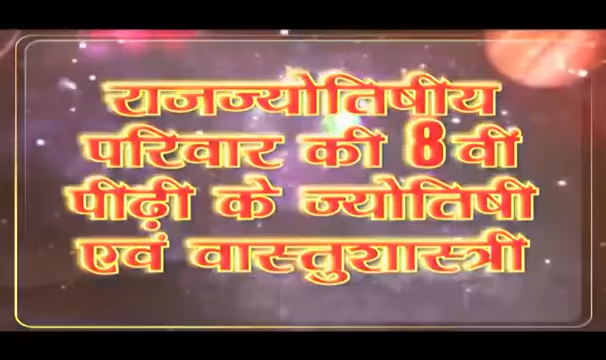 राजज्योतिषीय
परिवार की 8 वीं
पीढ़ी के ज्योतिषी
एवं वास्तुशास्त्री